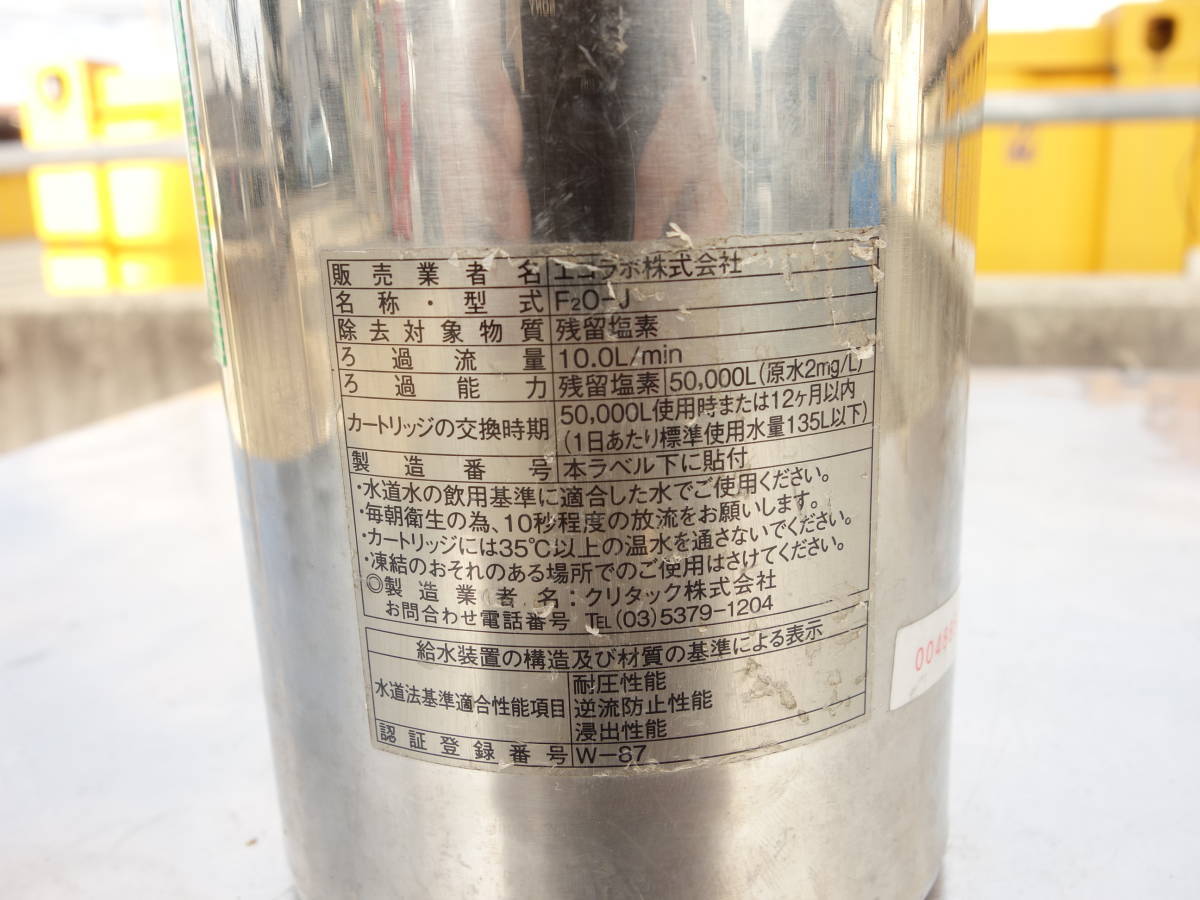 販売業者名 エコラボ株式会社
名称・型式 F₂O-J
除去対象物質 残留塩素
ろ過流量 10.0L/min
ろ過能力 残留塩素 50,000L(原水2mg/L)
カートリッジの交換時期 50,000L使用時または12ヶ月以内
(1日あたり標準使用水量135L以下)
製造番号 本ラベル下に貼付
・水道水の飲用基準に適合した水でご使用ください。
・毎朝衛生の為、10秒程度の放流をお願いします。
・カートリッジには35℃以上の温水を通さないでください。
・凍結のおそれのある場所でのご使用はさけてください。
◎製造業者名：クリタック株式会社
お問合わせ電話番号 TEL(03)5379-1204
給水装置の構造及び材質の基準による表示
水道法基準適合性能項目 耐圧性能
逆流防止性能
浸出性能
認証登録番号 W-87